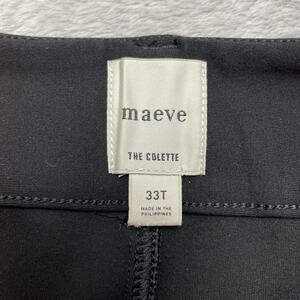 maeve
THE COLETTE
33T
MADE IN THE
PHILIPPINES